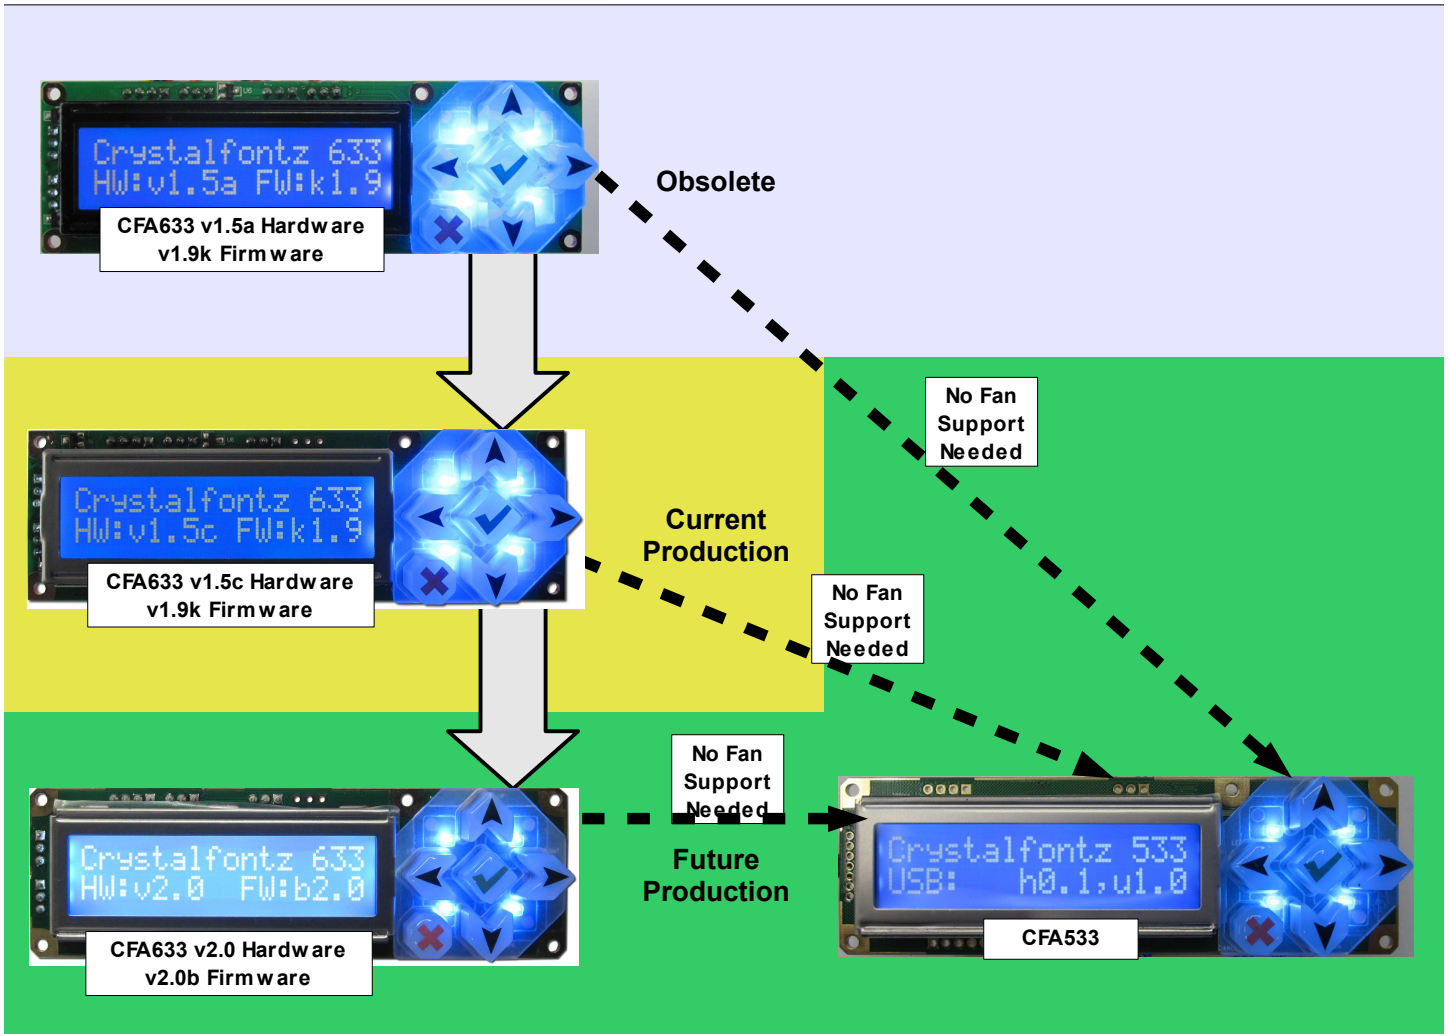 Crystalfontz 633
HW:v1.5a FW:k1.9
CFA633 v1.5a Hardware
v1.9k Firmware
Obsolete
No Fan
Support
Needed
Crystalfontz 633
HW:v1.5c FW:k1.9
CFA633 v1.5c Hardware
v1.9k Firmware
Current
Production
No Fan
Support
Needed
Crystalfontz 633
HW:v2.0 FW:b2.0
CFA633 v2.0 Hardware
v2.0b Firmware
No Fan
Support
Needed
Future
Production
Crystalfontz 533
USB: h0.1,u1.0
CFA533